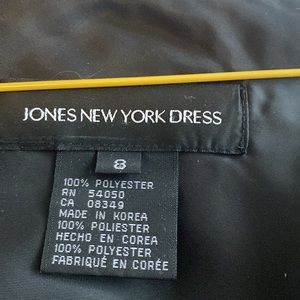 JONES NEW YORK DRESS
8
100% POLYESTER
RN 54050
CA 08349
MADE IN KOREA
100% POLIESTER
HECHO EN COREA
100% POLYESTER
FABRIQUÉ EN CORÉE